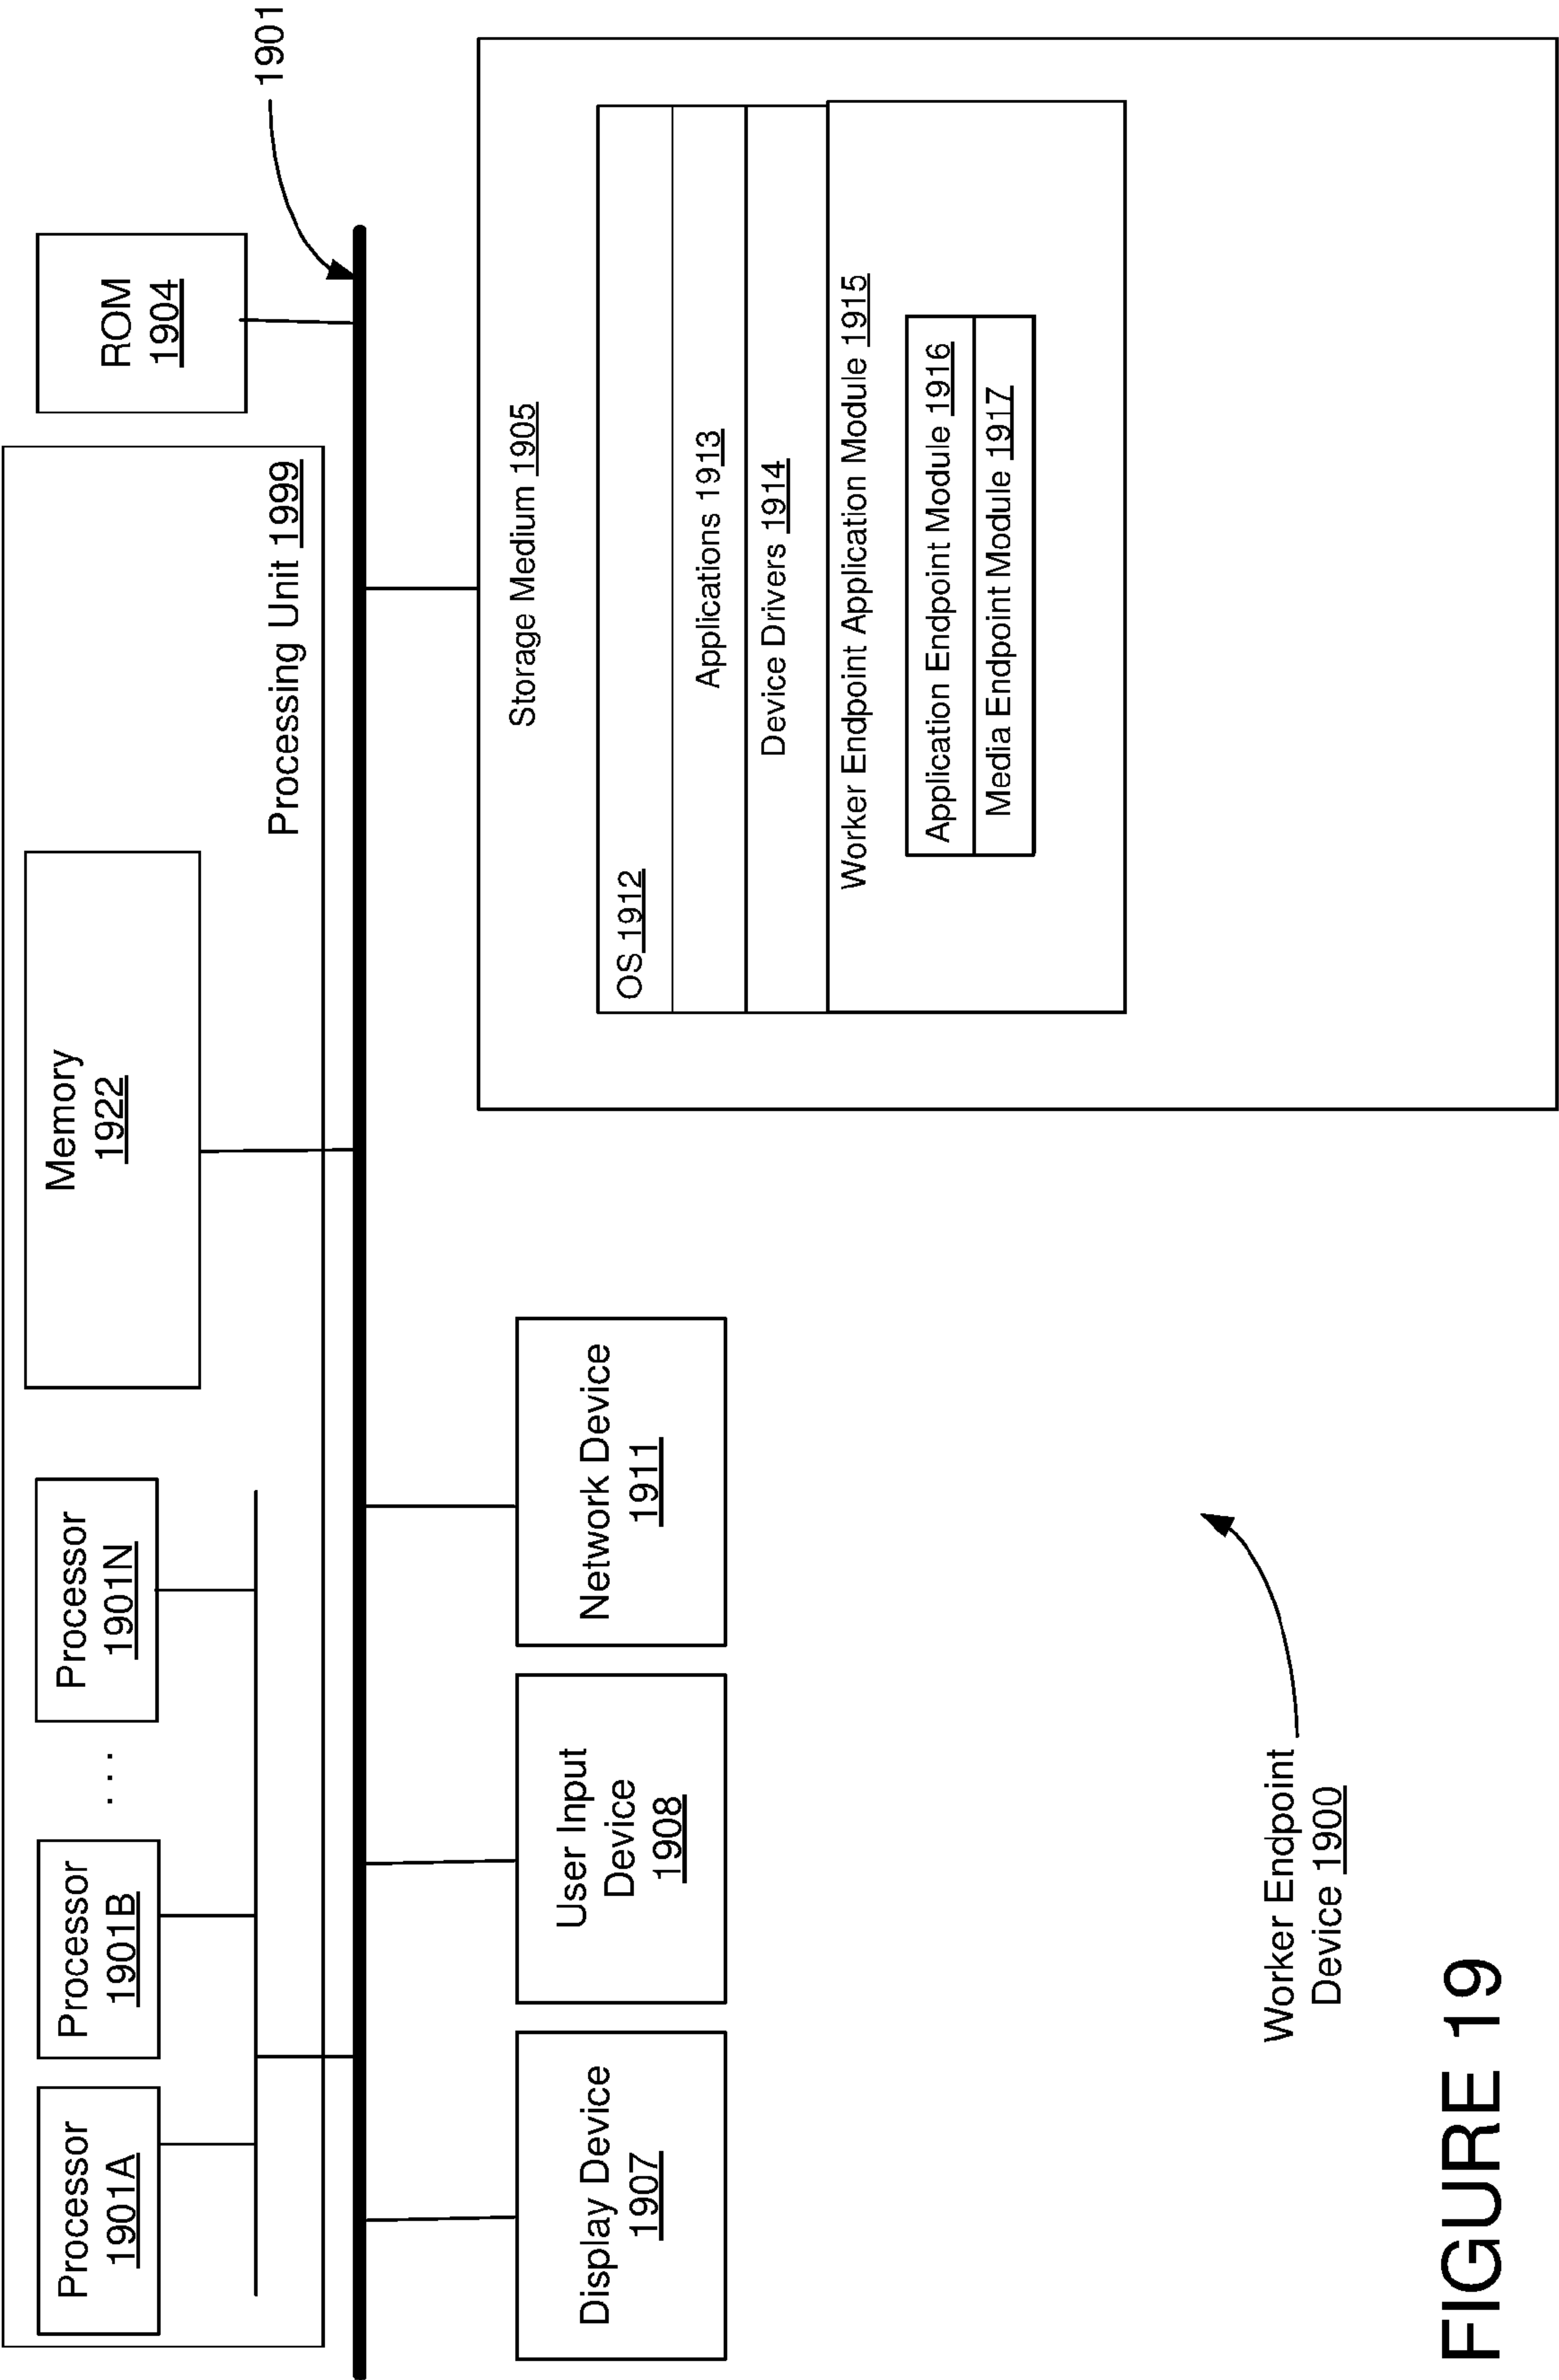 Processor
1901A
Processor
1901B
. . .
Processor
1901N
Memory
1922
Processing Unit 1999
ROM
1904
1901
Display Device
1907
User Input
Device
1908
Network Device
1911
Storage Medium 1905
OS 1912
Applications 1913
Device Drivers 1914
Worker Endpoint Application Module 1915
Application Endpoint Module 1916
Media Endpoint Module 1917
Worker Endpoint
Device 1900
FIGURE 19